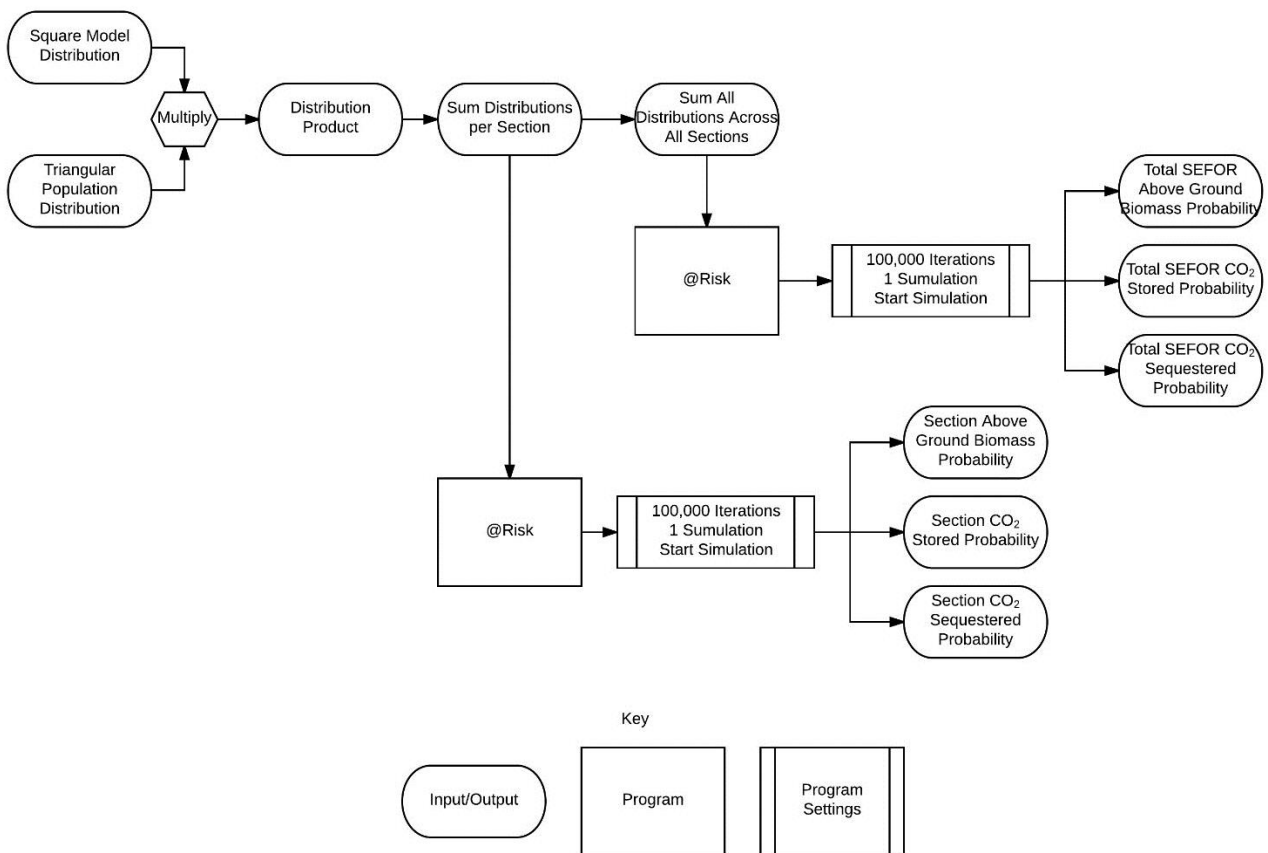 Square Model
Distribution
Multiply
Triangular
Population
Distribution
Distribution
Product
Sum Distributions
per Section
Sum All
Distributions Across
All Sections
@Risk
100,000 Iterations
1 Sumulation
Start Simulation
Total SEFOR
Above Ground
Biomass Probability
Total SEFOR CO₂
Stored Probability
Total SEFOR CO₂
Sequestered
Probability
@Risk
100,000 Iterations
1 Sumulation
Start Simulation
Section Above
Ground Biomass
Probability
Section CO₂
Stored Probability
Section CO₂
Sequestered
Probability
Key
Input/Output
Program
Program
Settings